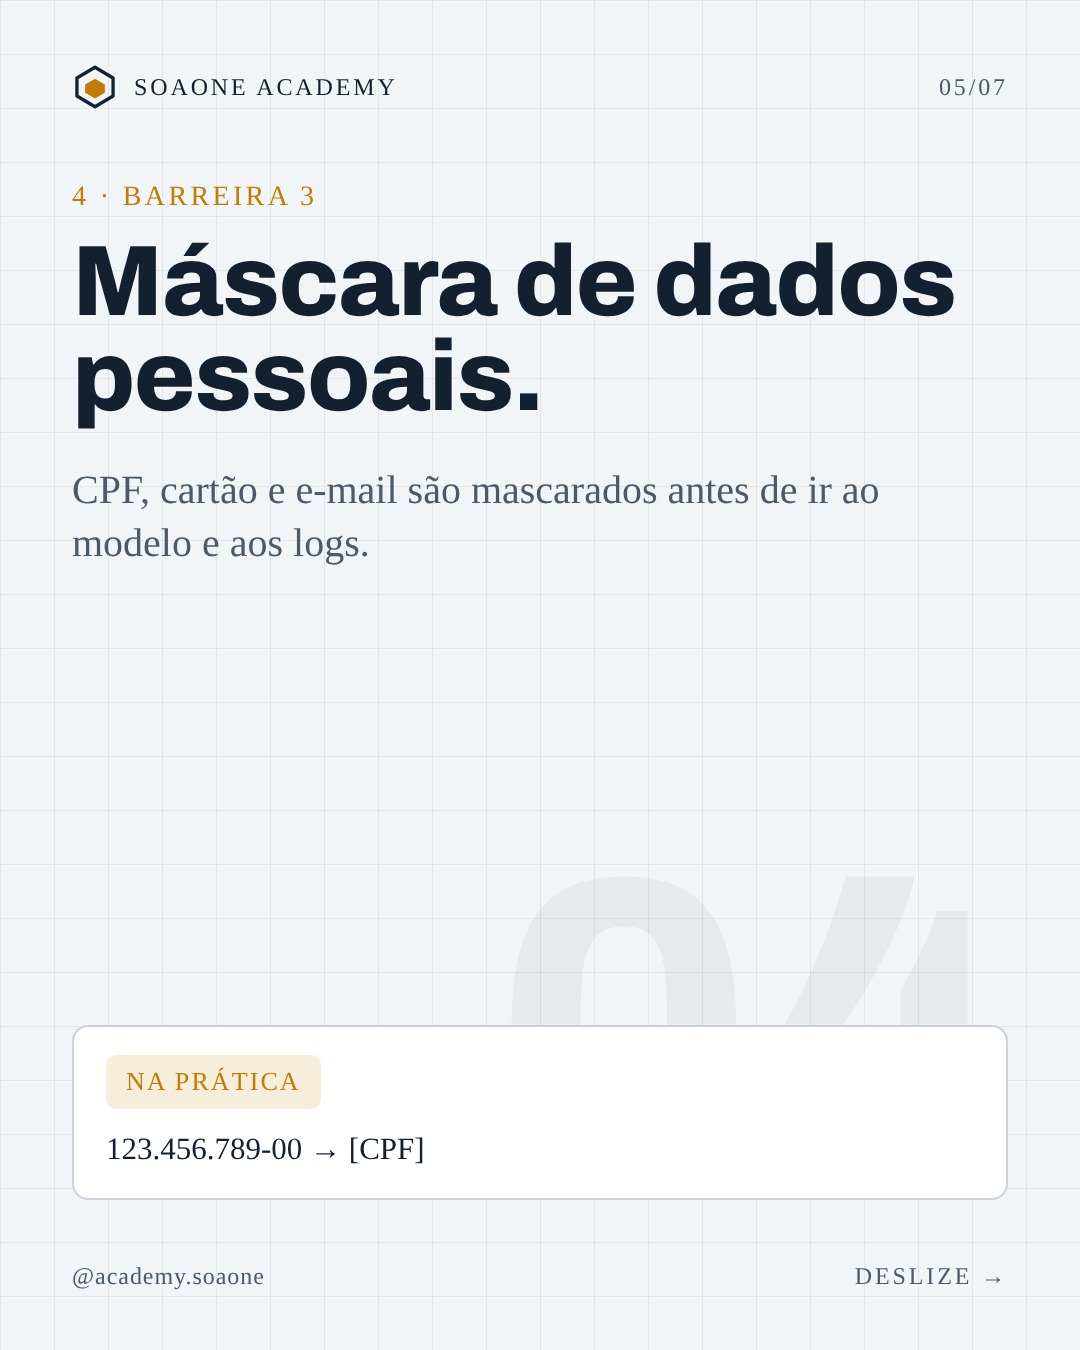 SOAONE ACADEMY
05/07
4 · BARREIRA 3
Máscara de dados
pessoais.
CPF, cartão e e-mail são mascarados antes de ir ao
modelo e aos logs.
04
NA PRÁTICA
123.456.789-00 → [CPF]
@academy.soaone
DESLIZE →